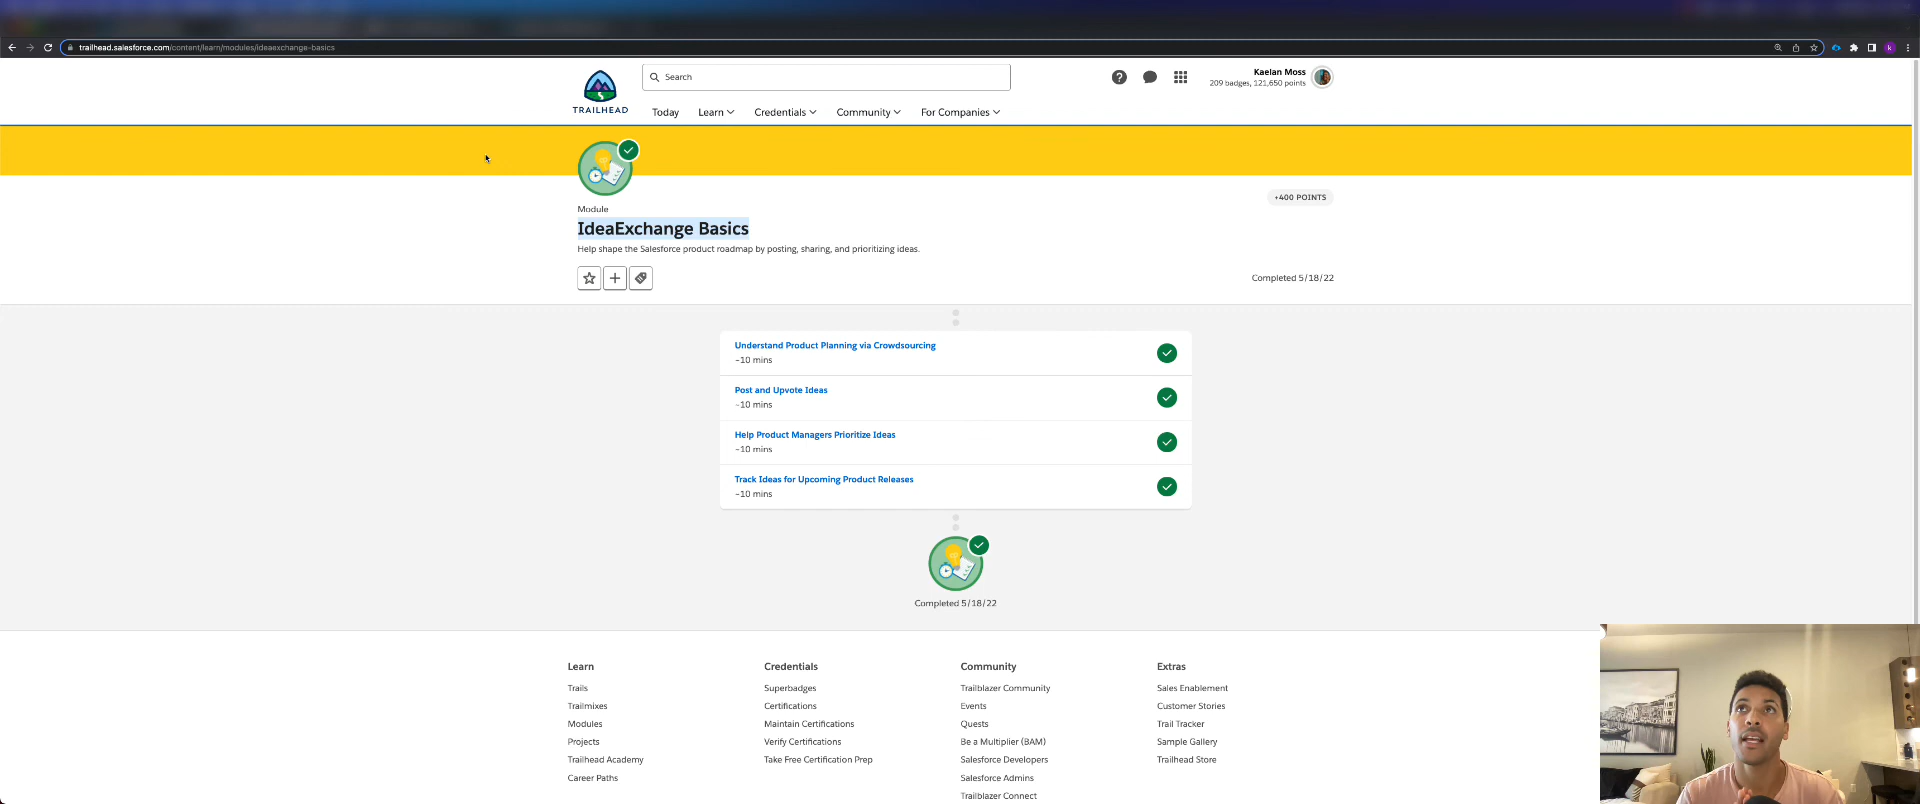 trailhead.salesforce.com/content/learn/modules/ideaexchange-basics
Search
Kaelan Moss
209 badges, 121,650 points
k
TRAILHEAD
Today Learn Credentials Community For Companies
+400 POINTS
Module
IdeaExchange Basics
Help shape the Salesforce product roadmap by posting, sharing, and prioritizing ideas.
Completed 5/18/22
Understand Product Planning via Crowdsourcing
~10 mins
Post and Upvote Ideas
~10 mins
Help Product Managers Prioritize Ideas
~10 mins
Track Ideas for Upcoming Product Releases
~10 mins
Completed 5/18/22
Learn
Trails
Trailmixes
Modules
Projects
Trailhead Academy
Career Paths
Credentials
Superbadges
Certifications
Maintain Certifications
Verify Certifications
Take Free Certification Prep
Community
Trailblazer Community
Events
Quests
Be a Multiplier (BAM)
Salesforce Developers
Salesforce Admins
Trailblazer Connect
Extras
Sales Enablement
Customer Stories
Trail Tracker
Sample Gallery
Trailhead Store